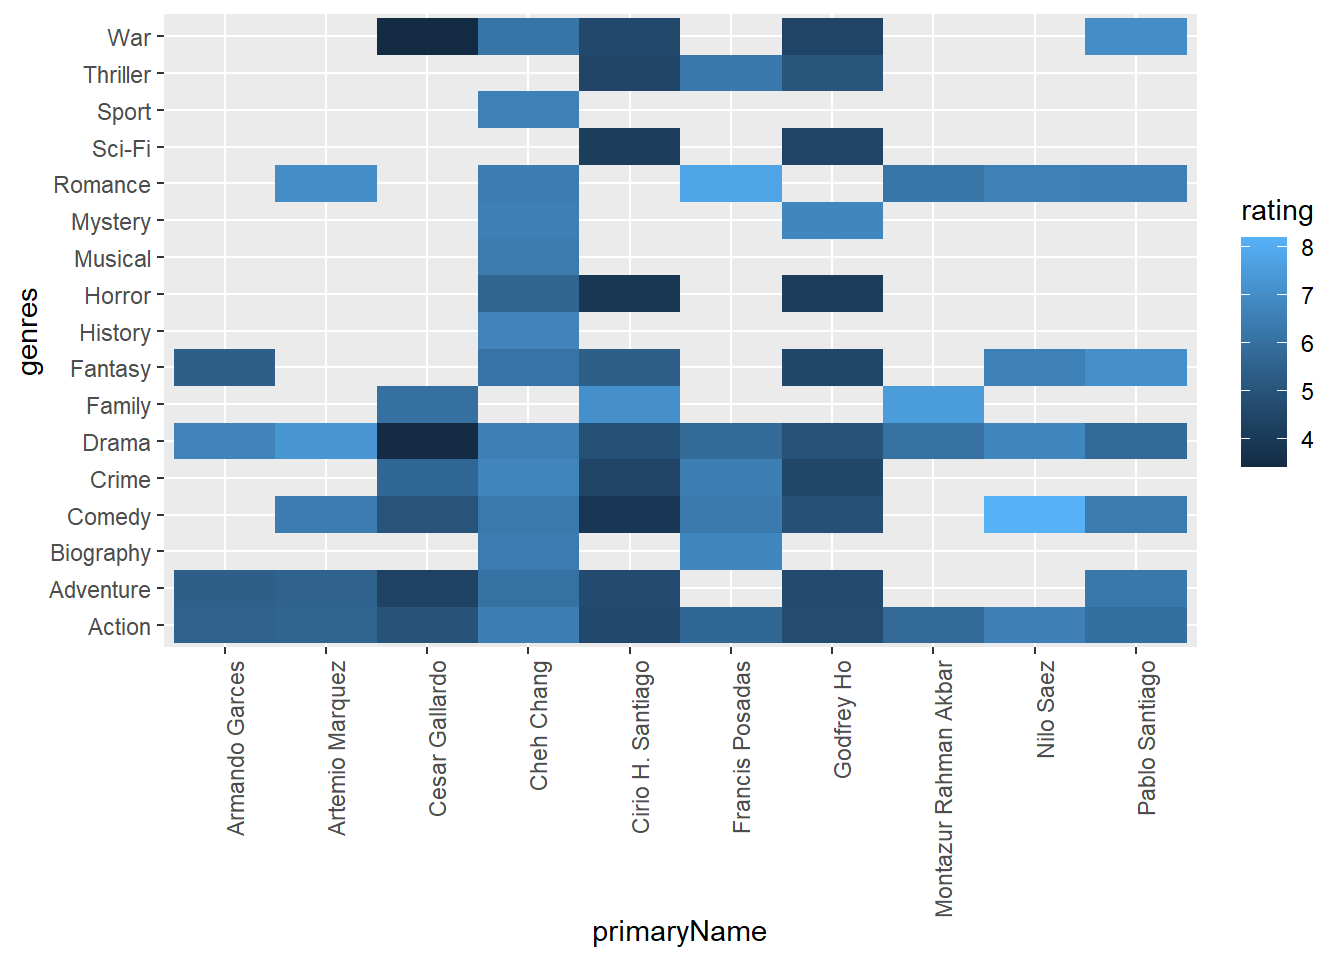 genres
War
Thriller
Sport
Sci-Fi
Romance
Mystery
Musical
Horror
History
Fantasy
Family
Drama
Crime
Comedy
Biography
Adventure
Action
Armando Garces
Artemio Marquez
Cesar Gallardo
Cheh Chang
Cirio H. Santiago
Francis Posadas
Godfrey Ho
Montazur Rahman Akbar
Nilo Saez
Pablo Santiago
primaryName
rating
8
7
6
5
4